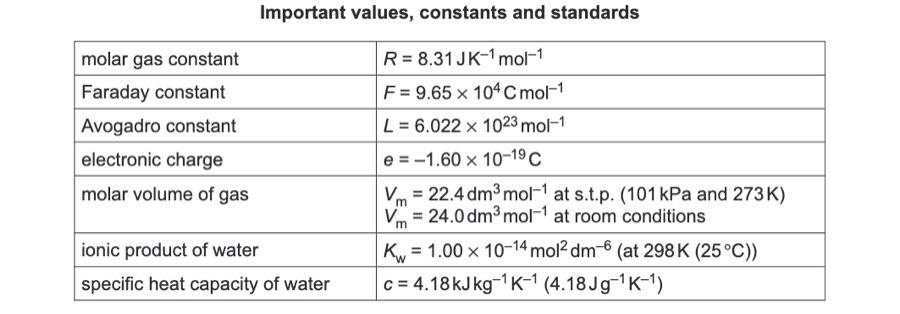 Important values, constants and standards
molar gas constant R = 8.31 J K⁻¹ mol⁻¹
Faraday constant F = 9.65 × 10⁴ C mol⁻¹
Avogadro constant L = 6.022 × 10²³ mol⁻¹
electronic charge e = −1.60 × 10⁻¹⁹ C
molar volume of gas Vₘ = 22.4 dm³ mol⁻¹ at s.t.p. (101 kPa and 273 K)
Vₘ = 24.0 dm³ mol⁻¹ at room conditions
ionic product of water K_w = 1.00 × 10⁻¹⁴ mol² dm⁻⁶ (at 298 K (25 °C))
specific heat capacity of water c = 4.18 kJ kg⁻¹ K⁻¹ (4.18 J g⁻¹ K⁻¹)